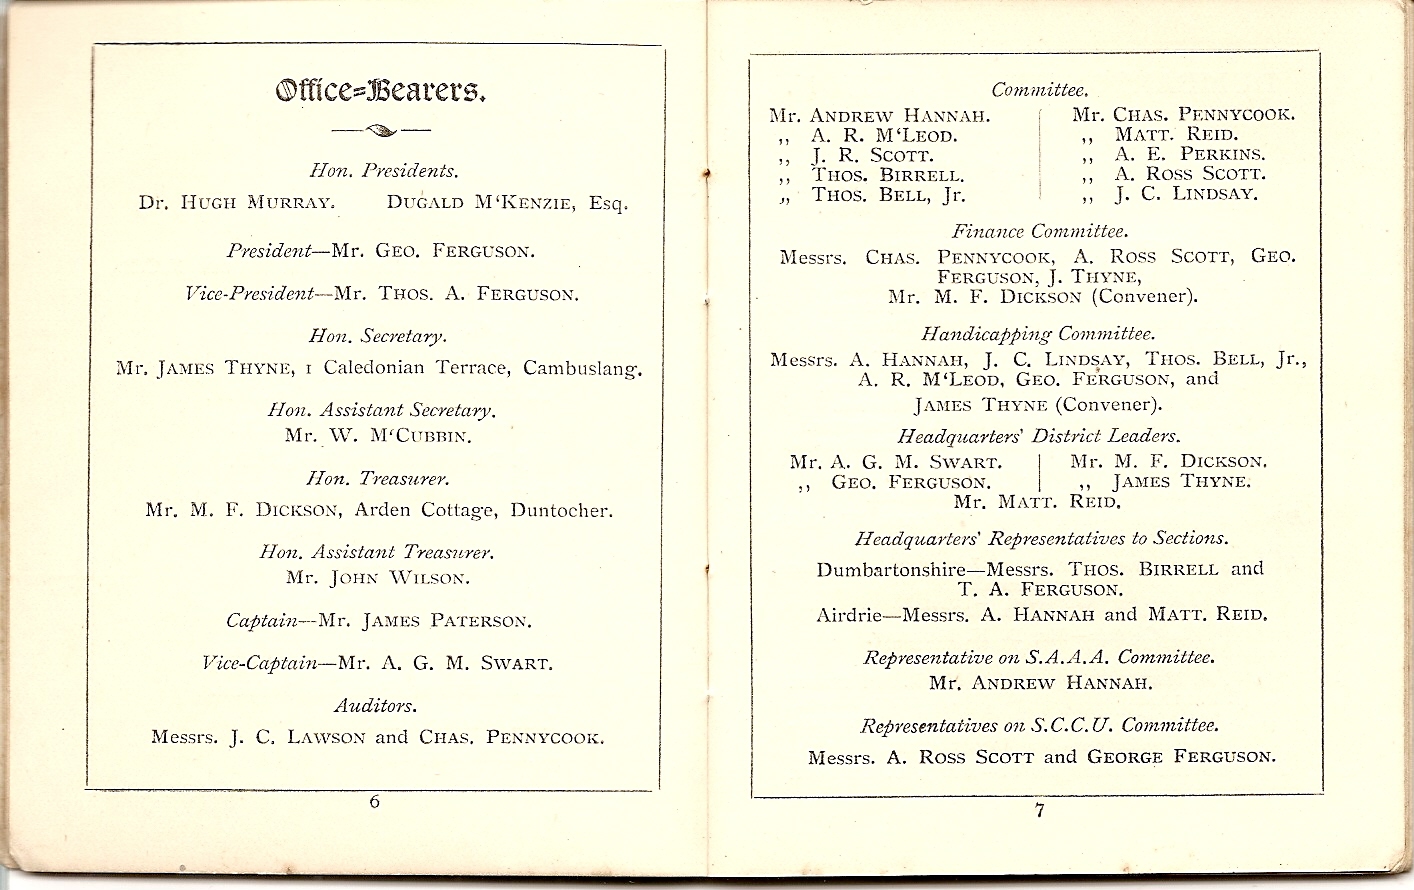 Office=Bearers.
Hon. Presidents.
Dr. HUGH MURRAY. DUGALD M‘KENZIE, Esq.
President—Mr. GEO. FERGUSON.
Vice-President—Mr. THOS. A. FERGUSON.
Hon. Secretary.
Mr. JAMES THYNE, 1 Caledonian Terrace, Cambuslang.
Hon. Assistant Secretary.
Mr. W. M‘CUBBIN.
Hon. Treasurer.
Mr. M. F. DICKSON, Arden Cottage, Duntocher.
Hon. Assistant Treasurer.
Mr. JOHN WILSON.
Captain—Mr. JAMES PATERSON.
Vice-Captain—Mr. A. G. M. SWART.
Auditors.
Messrs. J. C. LAWSON and CHAS. PENNYCOOK.
6
Committee.
Mr. ANDREW HANNAH. Mr. CHAS. PENNYCOOK.
„ A. R. M‘LEOD. „ MATT. REID.
„ J. R. SCOTT. „ A. E. PERKINS.
„ THOS. BIRRELL. „ A. ROSS SCOTT.
„ THOS. BELL, Jr. „ J. C. LINDSAY.
Finance Committee.
Messrs. CHAS. PENNYCOOK, A. ROSS SCOTT, GEO.
FERGUSON, J. THYNE,
Mr. M. F. DICKSON (Convener).
Handicapping Committee.
Messrs. A. HANNAH, J. C. LINDSAY, THOS. BELL, Jr.,
A. R. M‘LEOD, GEO. FERGUSON, and
JAMES THYNE (Convener).
Headquarters' District Leaders.
Mr. A. G. M. SWART. Mr. M. F. DICKSON.
„ GEO. FERGUSON. „ JAMES THYNE.
Mr. MATT. REID.
Headquarters' Representatives to Sections.
Dumbartonshire—Messrs. THOS. BIRRELL and
T. A. FERGUSON.
Airdrie—Messrs. A. HANNAH and MATT. REID.
Representative on S.A.A.A. Committee.
Mr. ANDREW HANNAH.
Representatives on S.C.C.U. Committee.
Messrs. A. ROSS SCOTT and GEORGE FERGUSON.
7